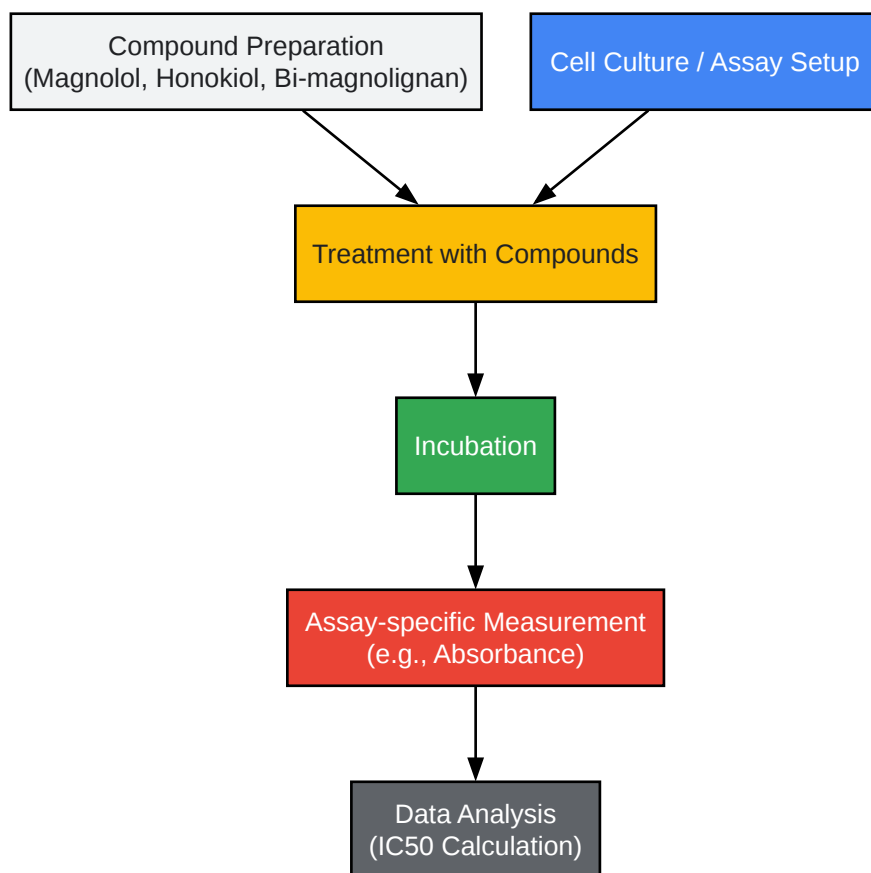 Compound Preparation
(Magnolol, Honokiol, Bi-magnolignan)
Cell Culture / Assay Setup
Treatment with Compounds
Incubation
Assay-specific Measurement
(e.g., Absorbance)
Data Analysis
(IC50 Calculation)